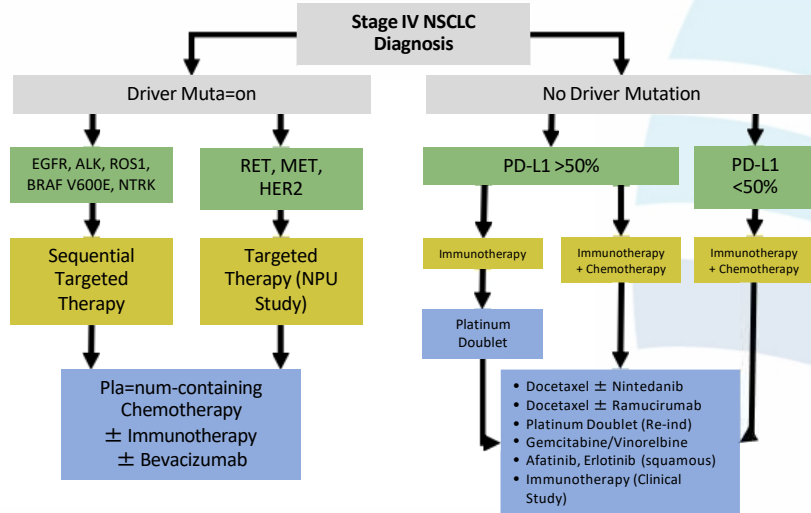 Stage IV NSCLC
Diagnosis
Driver Muta=on
No Driver Mutation
EGFR, ALK, ROS1,
BRAF V600E, NTRK
RET, MET,
HER2
PD-L1 >50%
PD-L1
<50%
Sequential
Targeted
Therapy
Targeted
Therapy (NPU
Study)
Immunotherapy
Immunotherapy
+ Chemotherapy
Immunotherapy
+ Chemotherapy
Platinum
Doublet
Pla=num-containing
Chemotherapy
± Immunotherapy
± Bevacizumab
• Docetaxel ± Nintedanib
• Docetaxel ± Ramucirumab
• Platinum Doublet (Re-ind)
• Gemcitabine/Vinorelbine
• Afatinib, Erlotinib (squamous)
• Immunotherapy (Clinical
Study)